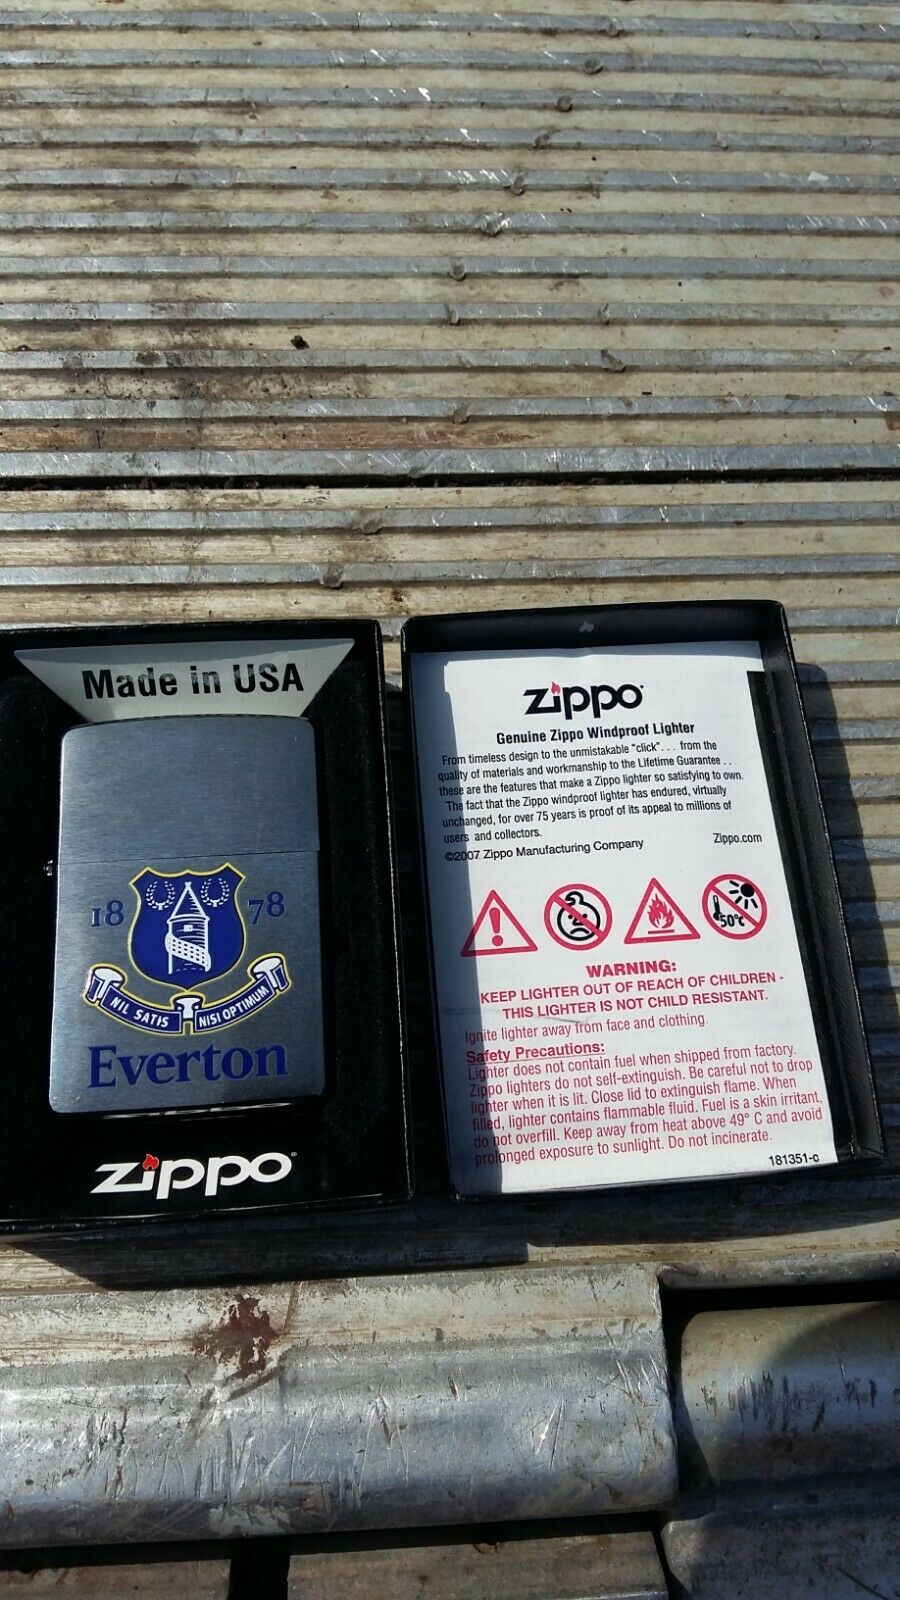 Made in USA
18 78
NIL SATIS NISI OPTIMUM
Everton
zippo
zippo
Genuine Zippo Windproof Lighter
From timeless design to the unmistakable "click". . . from the
quality of materials and workmanship to the Lifetime Guarantee . . .
these are the features that make a Zippo lighter so satisfying to own.
The fact that the Zippo windproof lighter has endured, virtually
unchanged, for over 75 years is proof of its appeal to millions of
users and collectors.
©2007 Zippo Manufacturing Company Zippo.com
50°C
WARNING:
KEEP LIGHTER OUT OF REACH OF CHILDREN -
THIS LIGHTER IS NOT CHILD RESISTANT.
Ignite lighter away from face and clothing.
Safety Precautions:
Lighter does not contain fuel when shipped from factory.
Zippo lighters do not self-extinguish. Be careful not to drop
lighter when it is lit. Close lid to extinguish flame. When
filled, lighter contains flammable fluid. Fuel is a skin irritant,
do not overfill. Keep away from heat above 49° C and avoid
prolonged exposure to sunlight. Do not incinerate.
181351-c